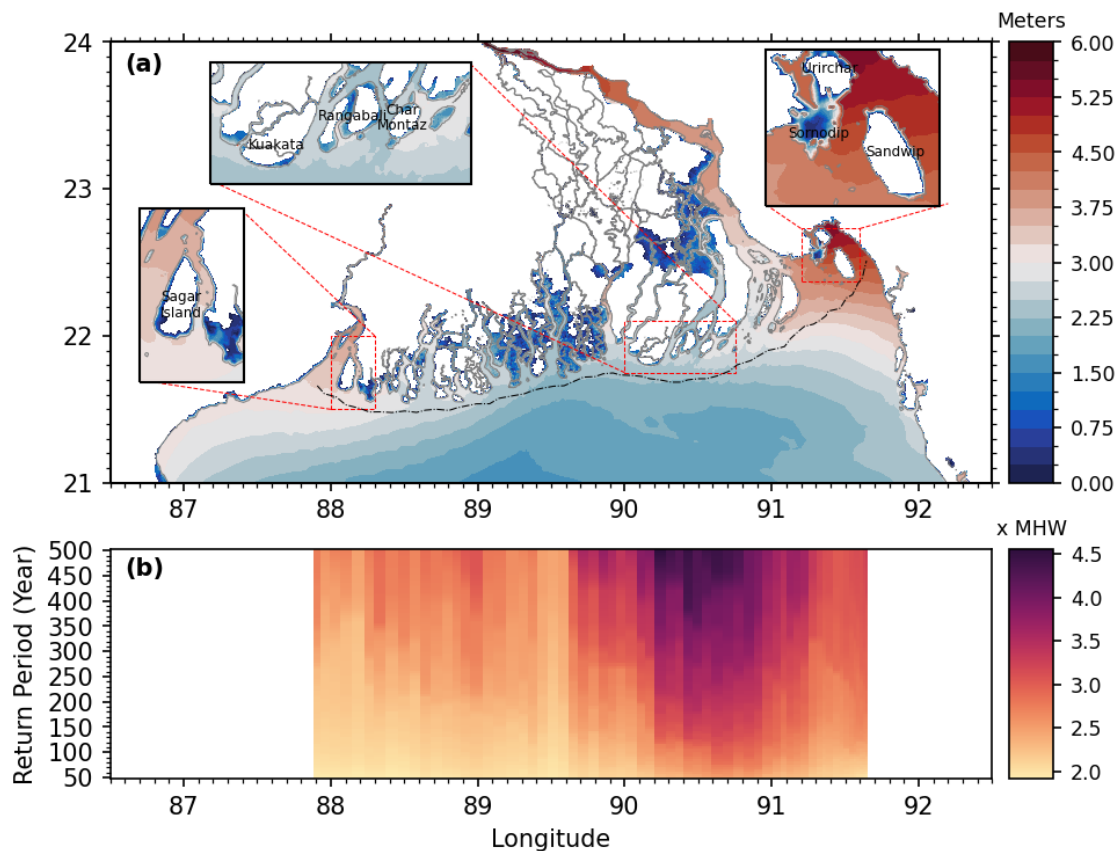 Meters
24
(a)
6.00
5.25
4.50
3.75
3.00
2.25
1.50
0.75
0.00
Kuakata
Rangabali
Char
Montaz
Urirchar
Sornodip
Sandwip
Sagar
Island
23
22
21
87
88
89
90
91
92
x MHW
(b)
500
450
400
350
300
250
200
150
100
50
Return Period (Year)
4.5
4.0
3.5
3.0
2.5
2.0
87
88
89
90
91
92
Longitude